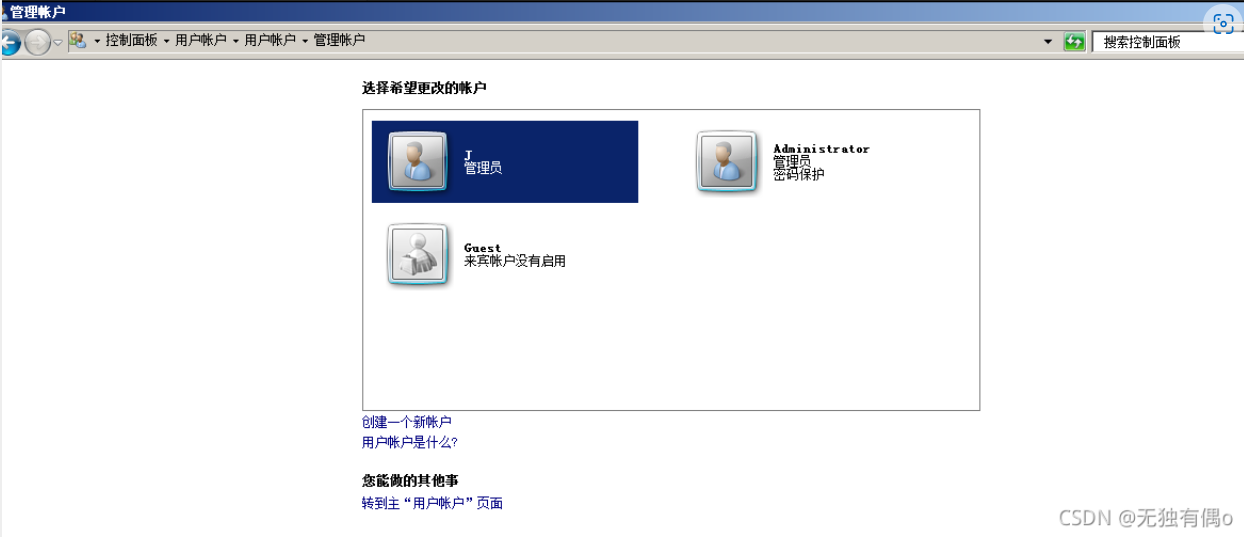 管理帐户
控制面板 用户帐户 用户帐户 管理帐户
搜索控制面板
选择希望更改的帐户
J
管理员
Administrator
管理员
密码保护
Guest
来宾帐户没有启用
创建一个新帐户
用户帐户是什么?
您能做的其他事
转到主“用户帐户”页面
CSDN @无独有偶o